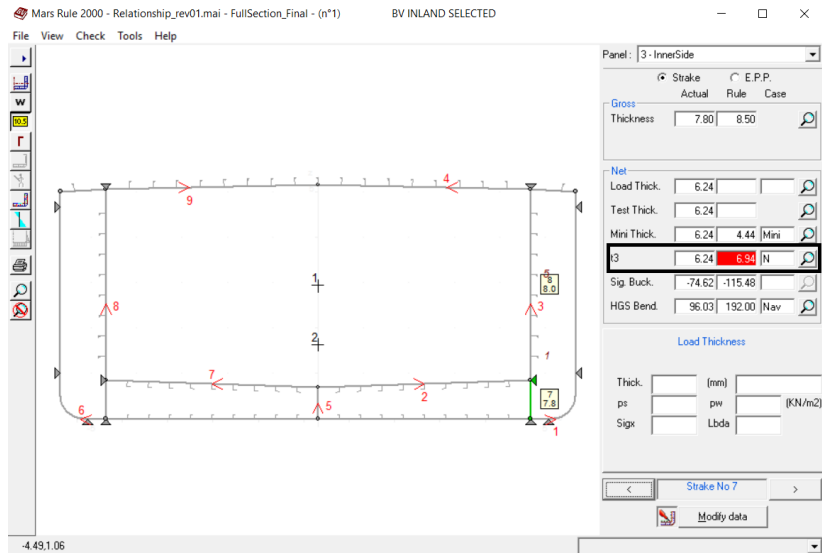 Mars Rule 2000 - Relationship_rev01.mai - FullSection_Final - (n°1) BV INLAND SELECTED
File View Check Tools Help
Panel : 3 - InnerSide
Strake E.P.P.
Actual Rule Case
Gross
Thickness 7.80 8.50
Net
Load Thick. 6.24
Test Thick. 6.24
Mini Thick. 6.24 4.44 Mini
t3 6.24 6.94 N
Sig. Buck. -74.62 -115.48
HGS Bend. 96.03 192.00 Nav
Load Thickness
Thick. (mm)
ps pw (KN/m2)
Sigx Lbda
< Strake No 7 >
Modify data
W
10.5
4
9
1
8
8.0
8
3
2
1
7
2
7
7.8
6
5
1
-4.49,1.06